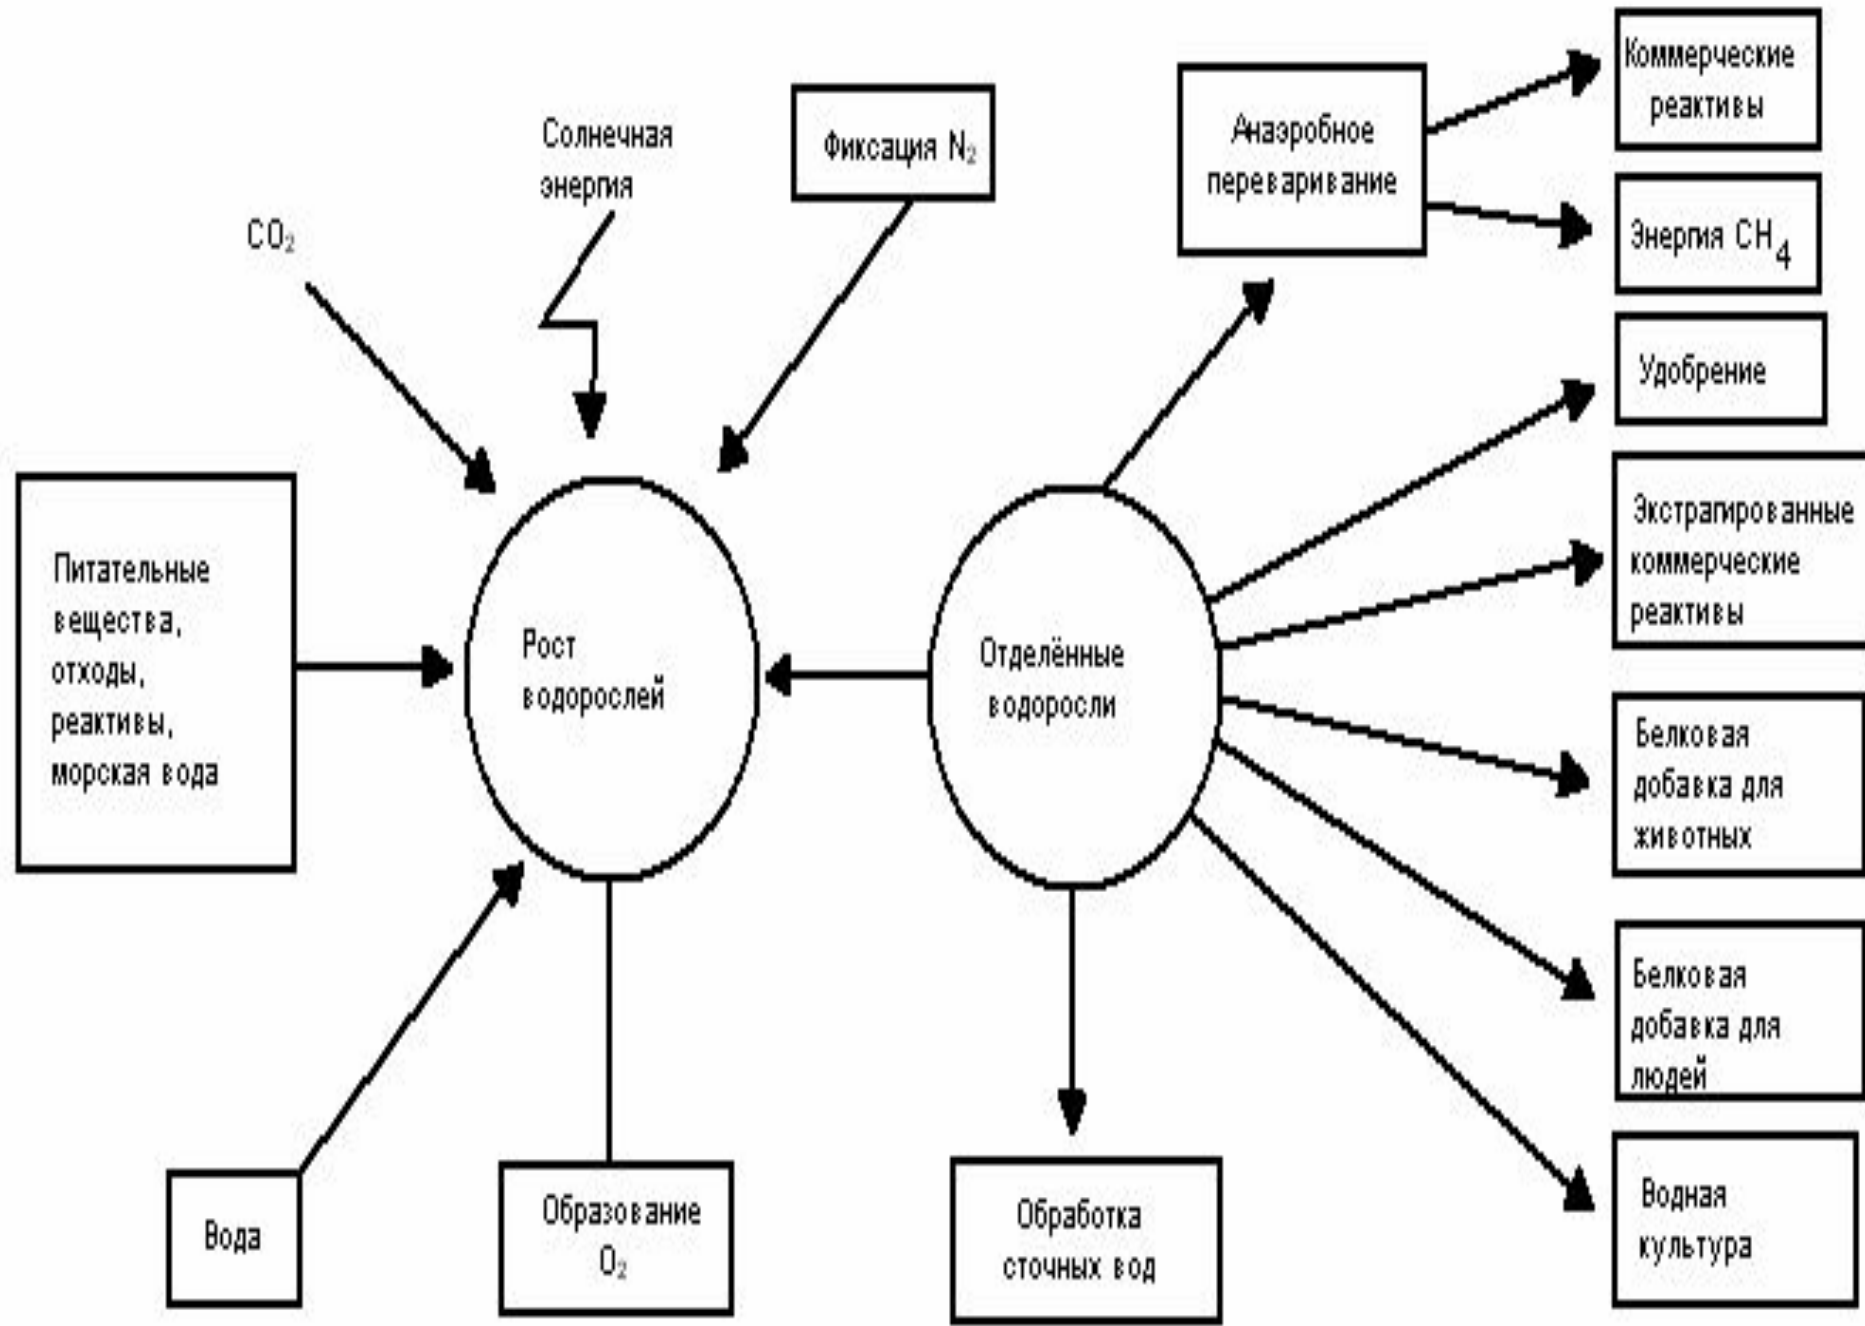 CO₂
Солнечная
энергия
Фиксация N₂
Питательные
вещества,
отходы,
реактивы,
морская вода
Рост
водорослей
Вода
Образование
O₂
Отделённые
водоросли
Обработка
сточных вод
Анаэробное
переваривание
Коммерческие
реактивы
Энергия CH₄
Удобрение
Экстрагированные
коммерческие
реактивы
Белковая
добавка для
животных
Белковая
добавка для
людей
Водная
культура